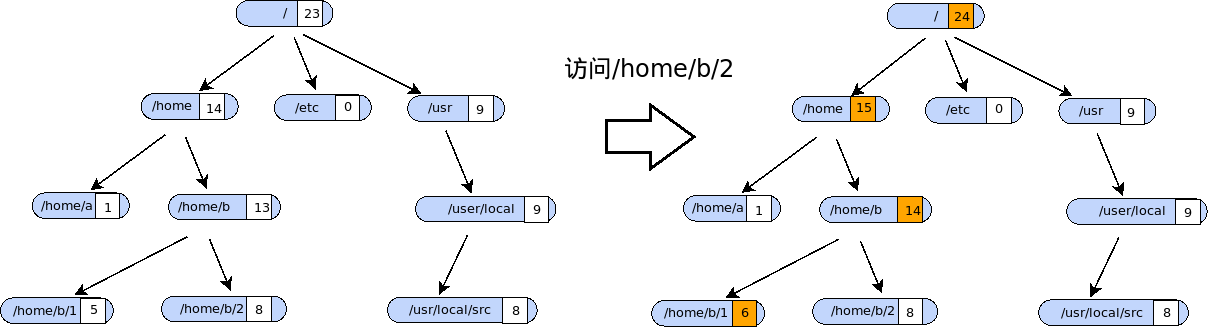 / 23
/home 14
/etc 0
/usr 9
/home/a 1
/home/b 13
/user/local 9
/home/b/1 5
/home/b/2 8
/usr/local/src 8
访问/home/b/2
/ 24
/home 15
/etc 0
/usr 9
/home/a 1
/home/b 14
/user/local 9
/home/b/1 6
/home/b/2 8
/usr/local/src 8